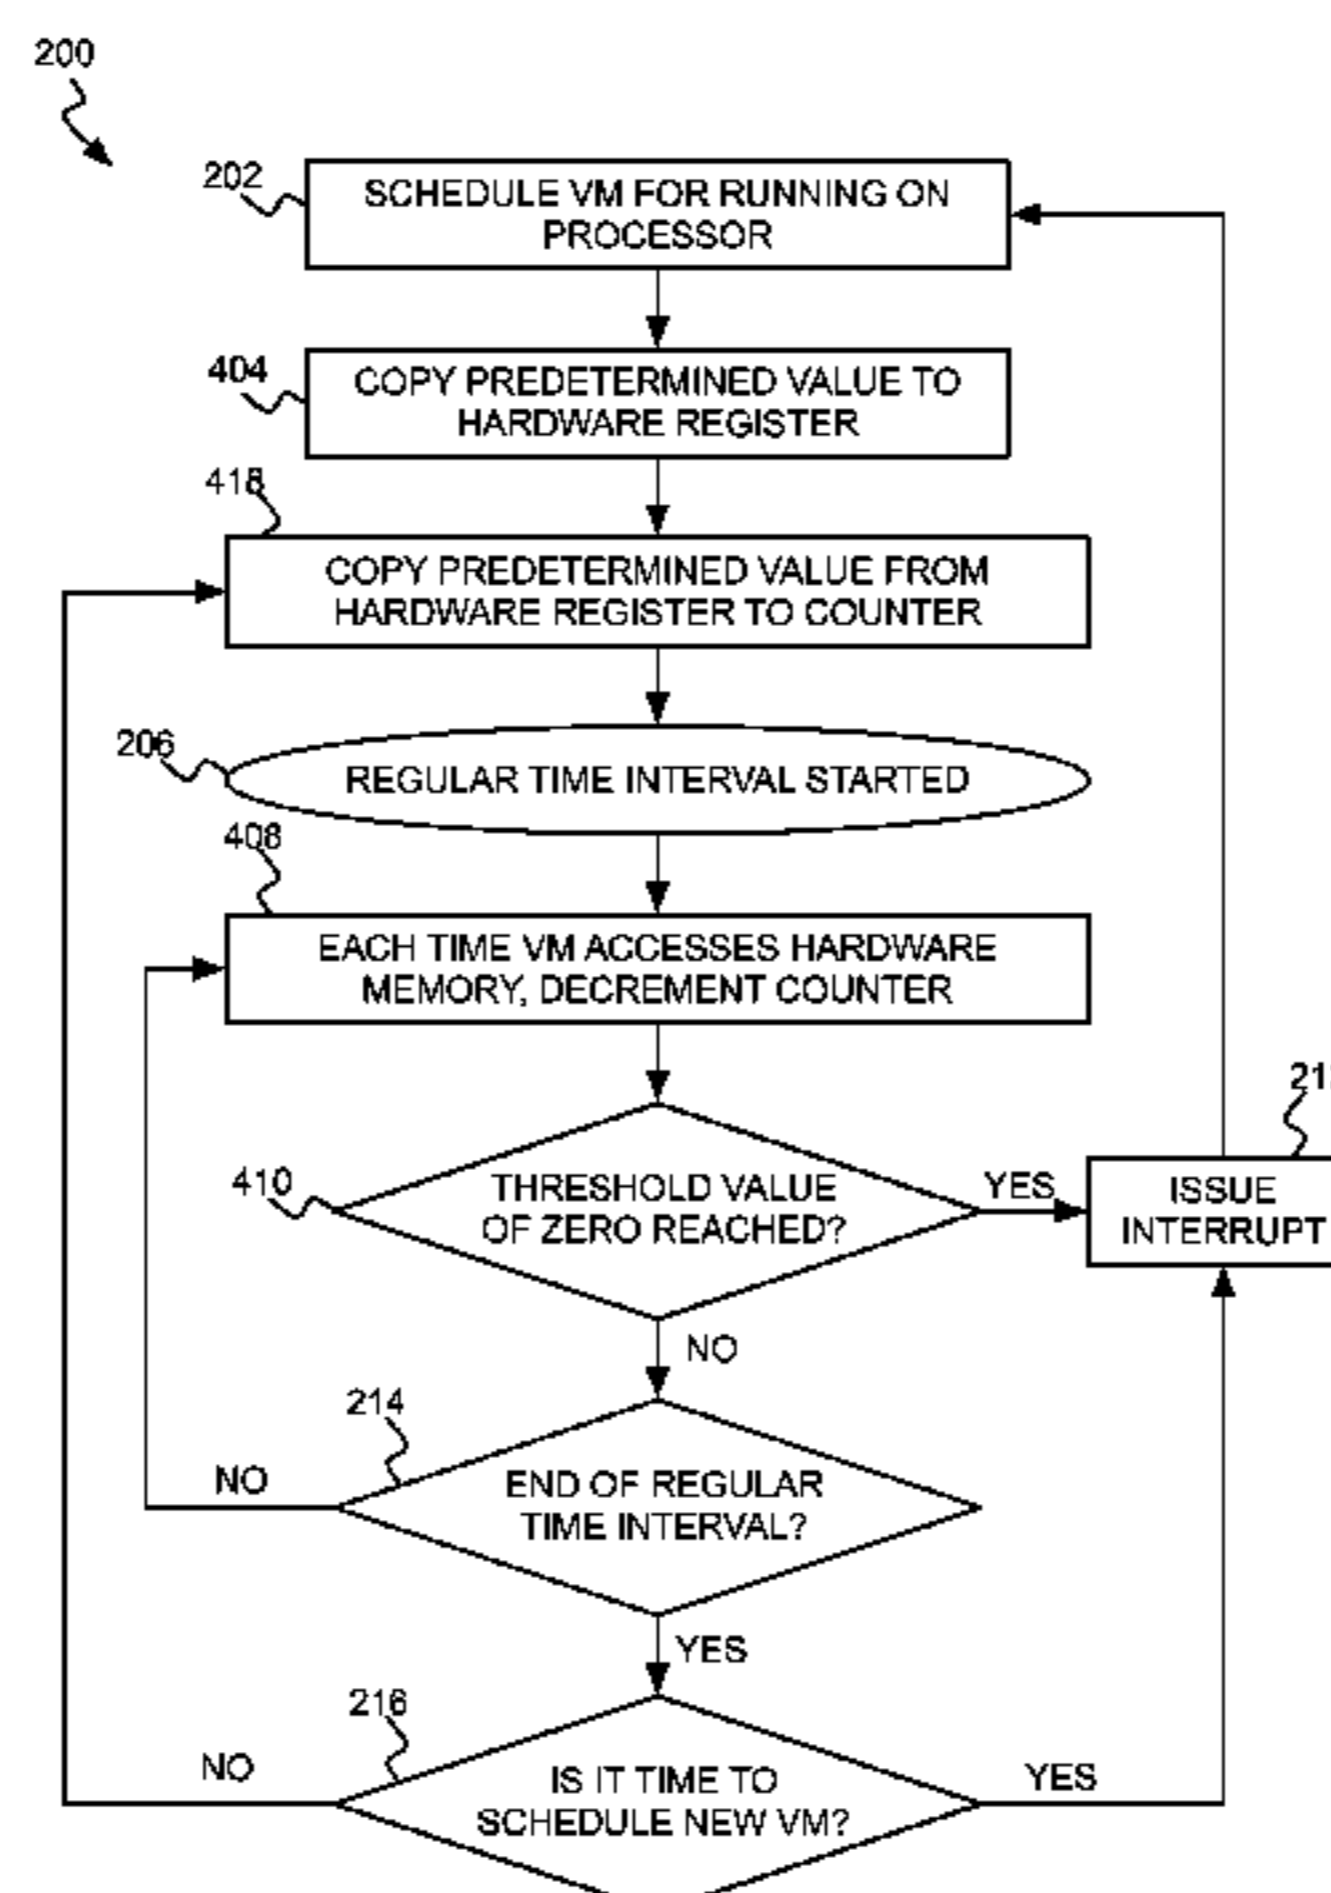 200
202
SCHEDULE VM FOR RUNNING ON
PROCESSOR
404
COPY PREDETERMINED VALUE TO
HARDWARE REGISTER
418
COPY PREDETERMINED VALUE FROM
HARDWARE REGISTER TO COUNTER
206
REGULAR TIME INTERVAL STARTED
408
EACH TIME VM ACCESSES HARDWARE
MEMORY, DECREMENT COUNTER
410
THRESHOLD VALUE
OF ZERO REACHED?
YES
ISSUE
INTERRUPT
NO
214
END OF REGULAR
TIME INTERVAL?
NO
YES
216
IS IT TIME TO
SCHEDULE NEW VM?
NO
YES